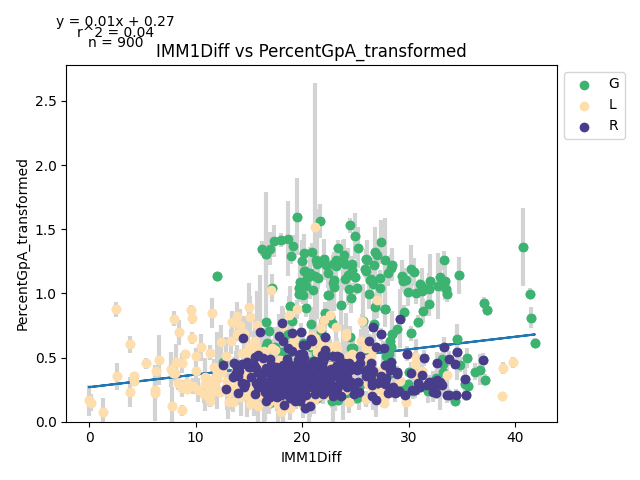 y = 0.01x + 0.27
r^2 = 0.04
n = 900
IMM1Diff vs PercentGpA_transformed
PercentGpA_transformed
2.5
2.0
1.5
1.0
0.5
0.0
0 10 20 30 40
IMM1Diff
G
L
R